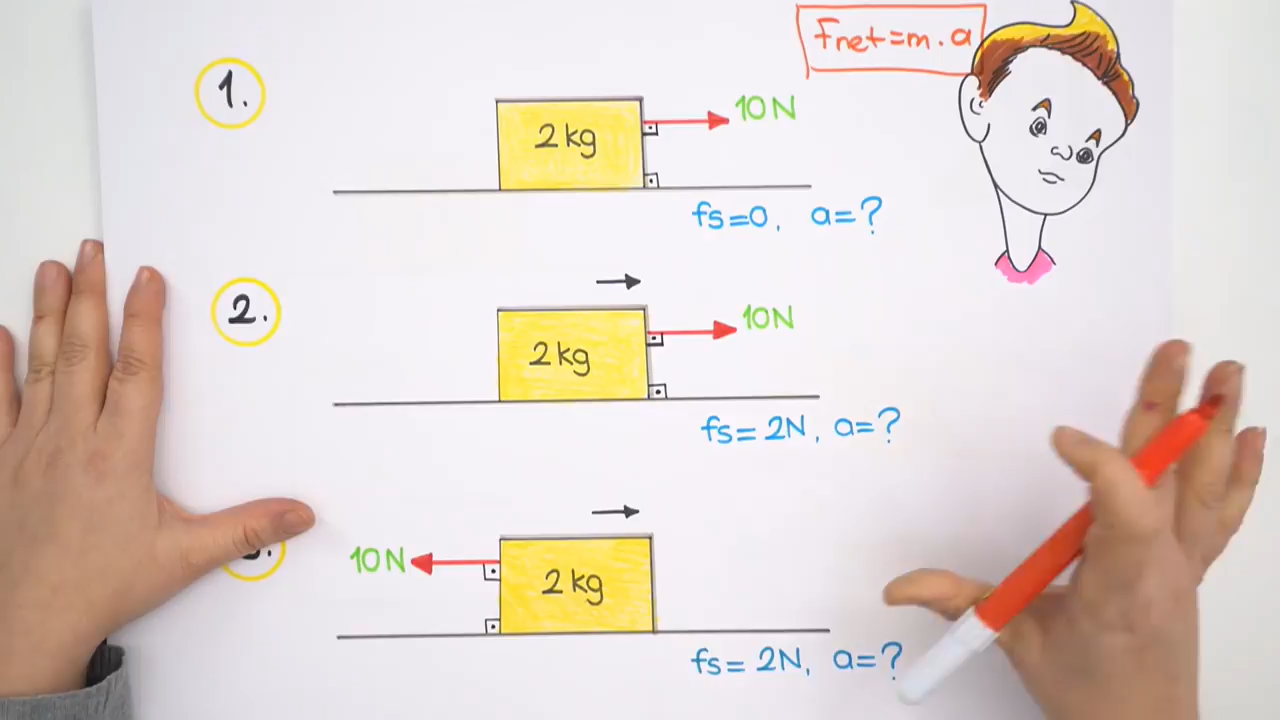 Fnet=m.a
1.
10N
2kg
fs=0, a=?
2.
10N
2kg
fs=2N, a=?
10N
2kg
fs=2N, a=?